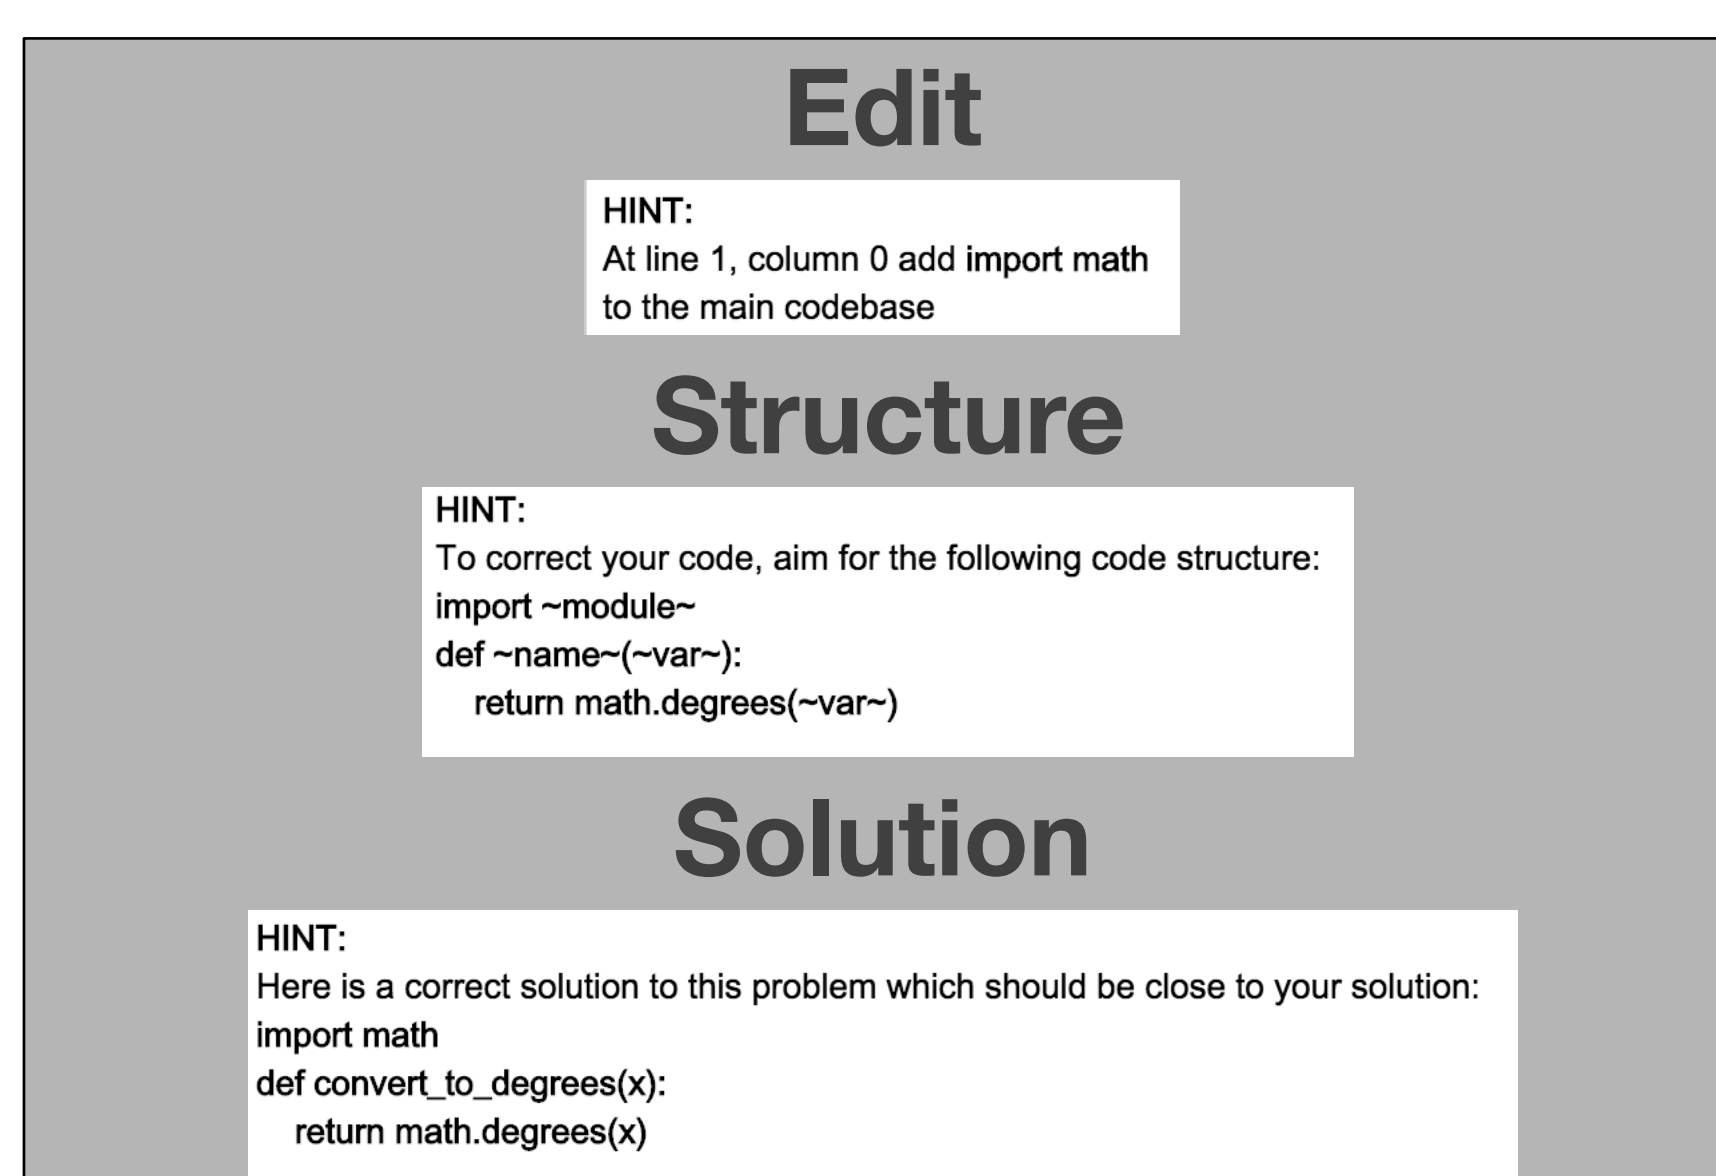 Edit
HINT:
At line 1, column 0 add import math
to the main codebase
Structure
HINT:
To correct your code, aim for the following code structure:
import ~module~
def ~name~(~var~):
    return math.degrees(~var~)
Solution
HINT:
Here is a correct solution to this problem which should be close to your solution:
import math
def convert_to_degrees(x):
    return math.degrees(x)